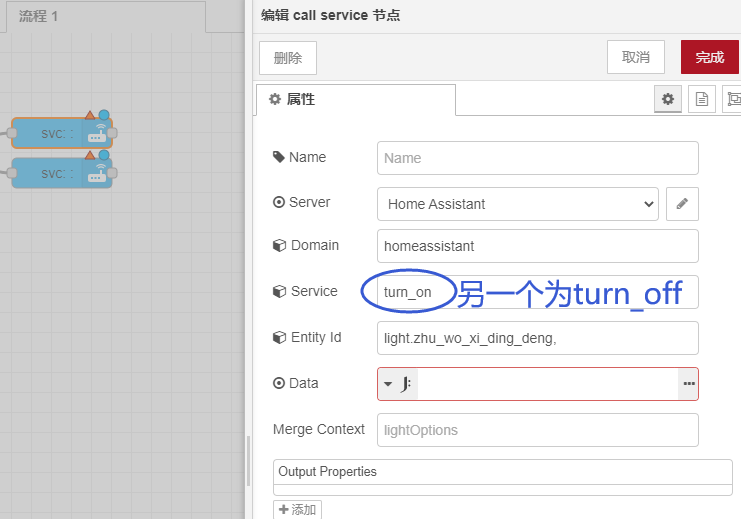 流程 1
编辑 call service 节点
删除
取消
完成
属性
Name
Name
Server
Home Assistant
Domain
homeassistant
Service
turn_on
另一个为turn_off
Entity Id
light.zhu_wo_xi_ding_deng,
Data
J:
Merge Context
lightOptions
Output Properties
添加
svc: :
svc: :